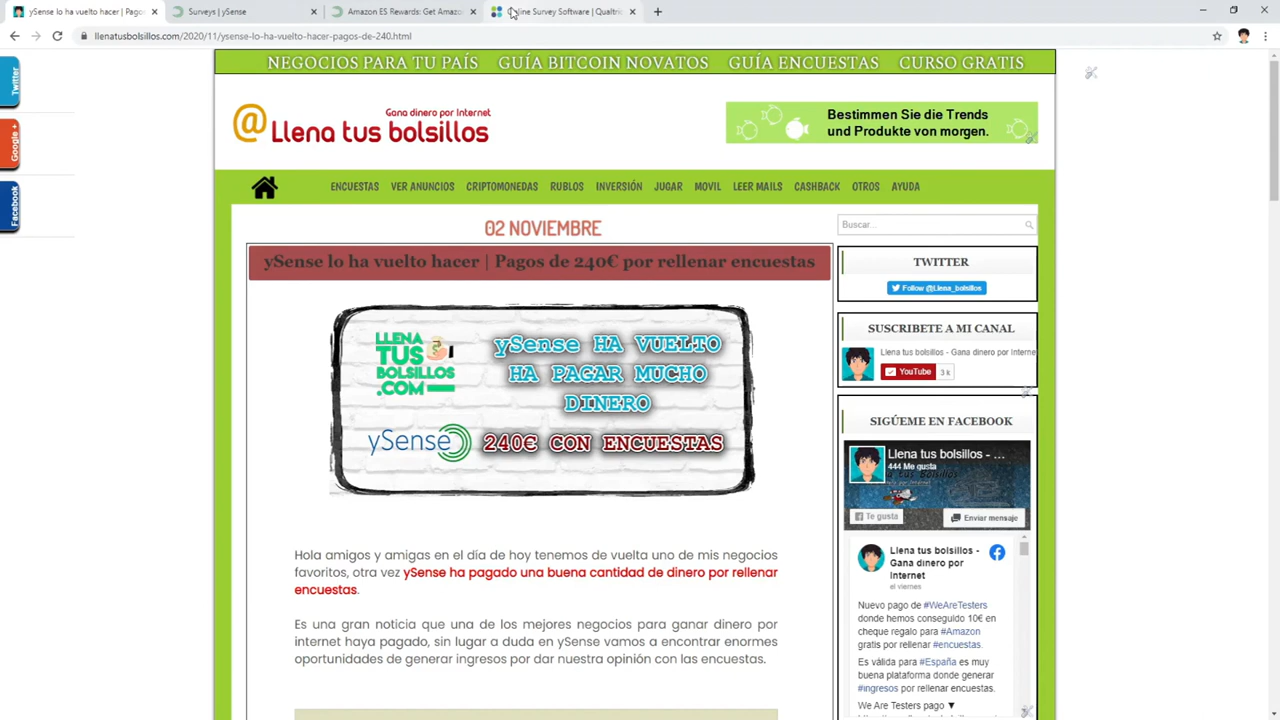 ySense lo ha vuelto hacer | Pagos
Surveys | ySense
Amazon ES Rewards: Get Amazon
Online Survey Software | Qualtric
llenatusbolsillos.com/2020/11/ysense-lo-ha-vuelto-hacer-pagos-de-240.html
Twitter
Google +
Facebook
NEGOCIOS PARA TU PAÍS GUÍA BITCOIN NOVATOS GUÍA ENCUESTAS CURSO GRATIS
@ Gana dinero por Internet
Llena tus bolsillos
Bestimmen Sie die Trends
und Produkte von morgen.
ENCUESTAS VER ANUNCIOS CRIPTOMONEDAS RUBLOS INVERSIÓN JUGAR MOVIL LEER MAILS CASHBACK OTROS AYUDA
02 NOVIEMBRE
ySense lo ha vuelto hacer | Pagos de 240€ por rellenar encuestas
LLENA
TUS
BOLSILLOS
.COM
ySense HA VUELTO
HA PAGAR MUCHO
DINERO
ySense
240€ CON ENCUESTAS
Hola amigos y amigas en el día de hoy tenemos de vuelta uno de mis negocios
favoritos, otra vez ySense ha pagado una buena cantidad de dinero por rellenar
encuestas.
Es una gran noticia que una de los mejores negocios para ganar dinero por
internet haya pagado, sin lugar a duda en ySense vamos a encontrar enormes
oportunidades de generar ingresos por dar nuestra opinión con las encuestas.
Buscar...
TWITTER
Follow @Llena_bolsillos
SUSCRIBETE A MI CANAL
Llena tus bolsillos - Gana dinero por Interne
YouTube 3 k
SIGÚEME EN FACEBOOK
Llena tus bolsillos - ...
444 Me gusta
Te gusta
Enviar mensaje
Llena tus bolsillos -
Gana dinero por
Internet
el viernes
Nuevo pago de #WeAreTesters
donde hemos conseguido 10€ en
cheque regalo para #Amazon
gratis por rellenar #encuestas.
Es válida para #España es muy
buena plataforma donde generar
#ingresos por rellenar encuestas.
We Are Testers pago ▼